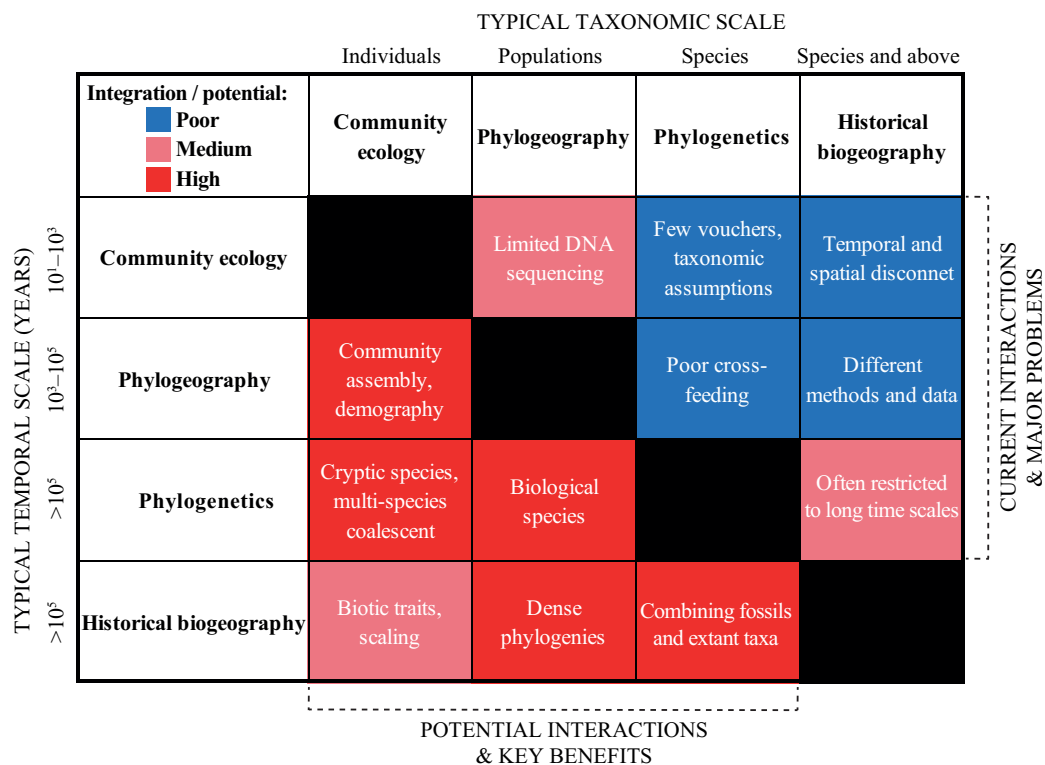 TYPICAL TAXONOMIC SCALE
Individuals
Populations
Species
Species and above
Integration / potential:
Poor
Medium
High
Community
ecology
Phylogeography
Phylogenetics
Historical
biogeography
TYPICAL TEMPORAL SCALE (YEARS)
10¹–10³
Community ecology
Limited DNA
sequencing
Few vouchers,
taxonomic
assumptions
Temporal and
spatial disconnet
10³–10⁵
Phylogeography
Community
assembly,
demography
Poor cross-
feeding
Different
methods and data
>10⁵
Phylogenetics
Cryptic species,
multi-species
coalescent
Biological
species
Often restricted
to long time scales
>10⁵
Historical biogeography
Biotic traits,
scaling
Dense
phylogenies
Combining fossils
and extant taxa
CURRENT INTERACTIONS
& MAJOR PROBLEMS
POTENTIAL INTERACTIONS
& KEY BENEFITS